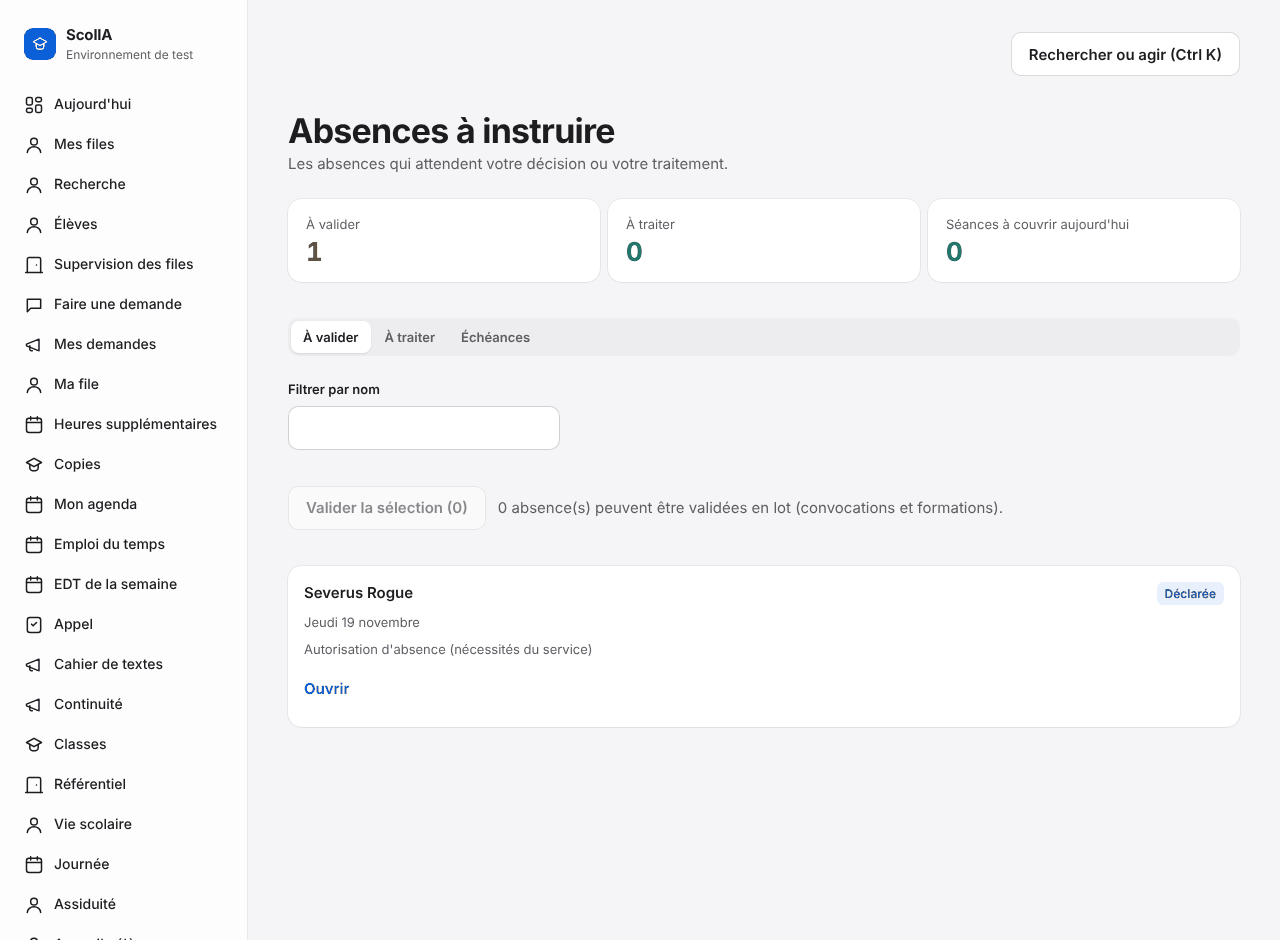 ScolIA
Environnement de test
Aujourd'hui
Mes files
Recherche
Élèves
Supervision des files
Faire une demande
Mes demandes
Ma file
Heures supplémentaires
Copies
Mon agenda
Emploi du temps
EDT de la semaine
Appel
Cahier de textes
Continuité
Classes
Référentiel
Vie scolaire
Journée
Assiduité
Rechercher ou agir (Ctrl K)
Absences à instruire
Les absences qui attendent votre décision ou votre traitement.
À valider
1
À traiter
0
Séances à couvrir aujourd'hui
0
À valider
À traiter
Échéances
Filtrer par nom
Valider la sélection (0)
0 absence(s) peuvent être validées en lot (convocations et formations).
Severus Rogue
Déclarée
Jeudi 19 novembre
Autorisation d'absence (nécessités du service)
Ouvrir